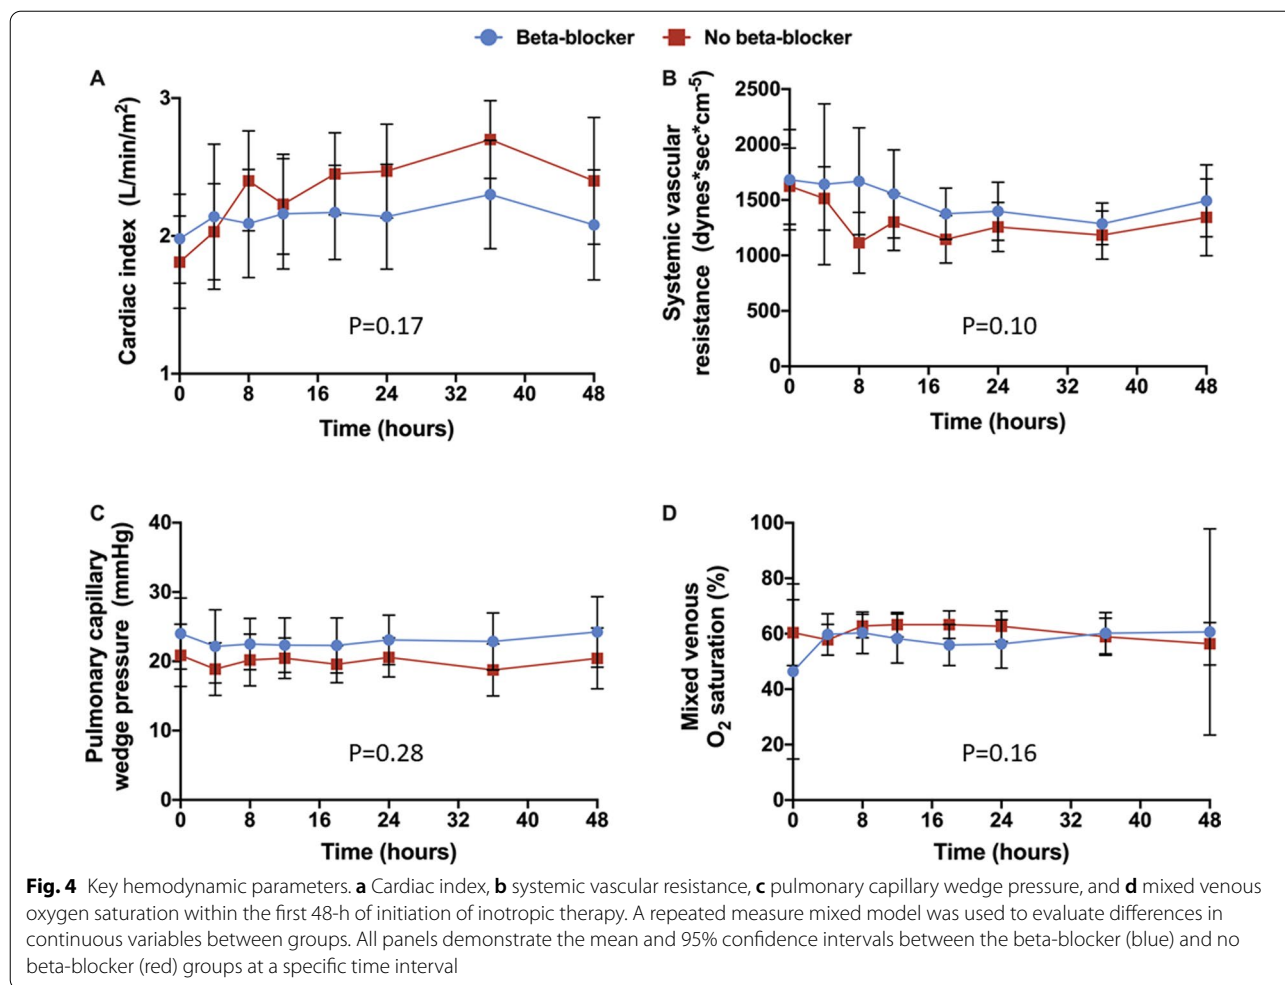 Beta-blocker No beta-blocker
A
Cardiac index (L/min/m²)
3
2
1
P=0.17
0 8 16 24 32 40 48
Time (hours)
B
Systemic vascular
resistance (dynes*sec*cm⁻⁵)
2500
2000
1500
1000
500
0
P=0.10
0 8 16 24 32 40 48
Time (hours)
C
Pulmonary capillary
wedge pressure (mmHg)
40
30
20
10
0
P=0.28
0 8 16 24 32 40 48
Time (hours)
D
Mixed venous
O₂ saturation (%)
100
80
60
40
20
0
P=0.16
0 8 16 24 32 40 48
Time (hours)
Fig. 4 Key hemodynamic parameters. a Cardiac index, b systemic vascular resistance, c pulmonary capillary wedge pressure, and d mixed venous
oxygen saturation within the first 48-h of initiation of inotropic therapy. A repeated measure mixed model was used to evaluate differences in
continuous variables between groups. All panels demonstrate the mean and 95% confidence intervals between the beta-blocker (blue) and no
beta-blocker (red) groups at a specific time interval